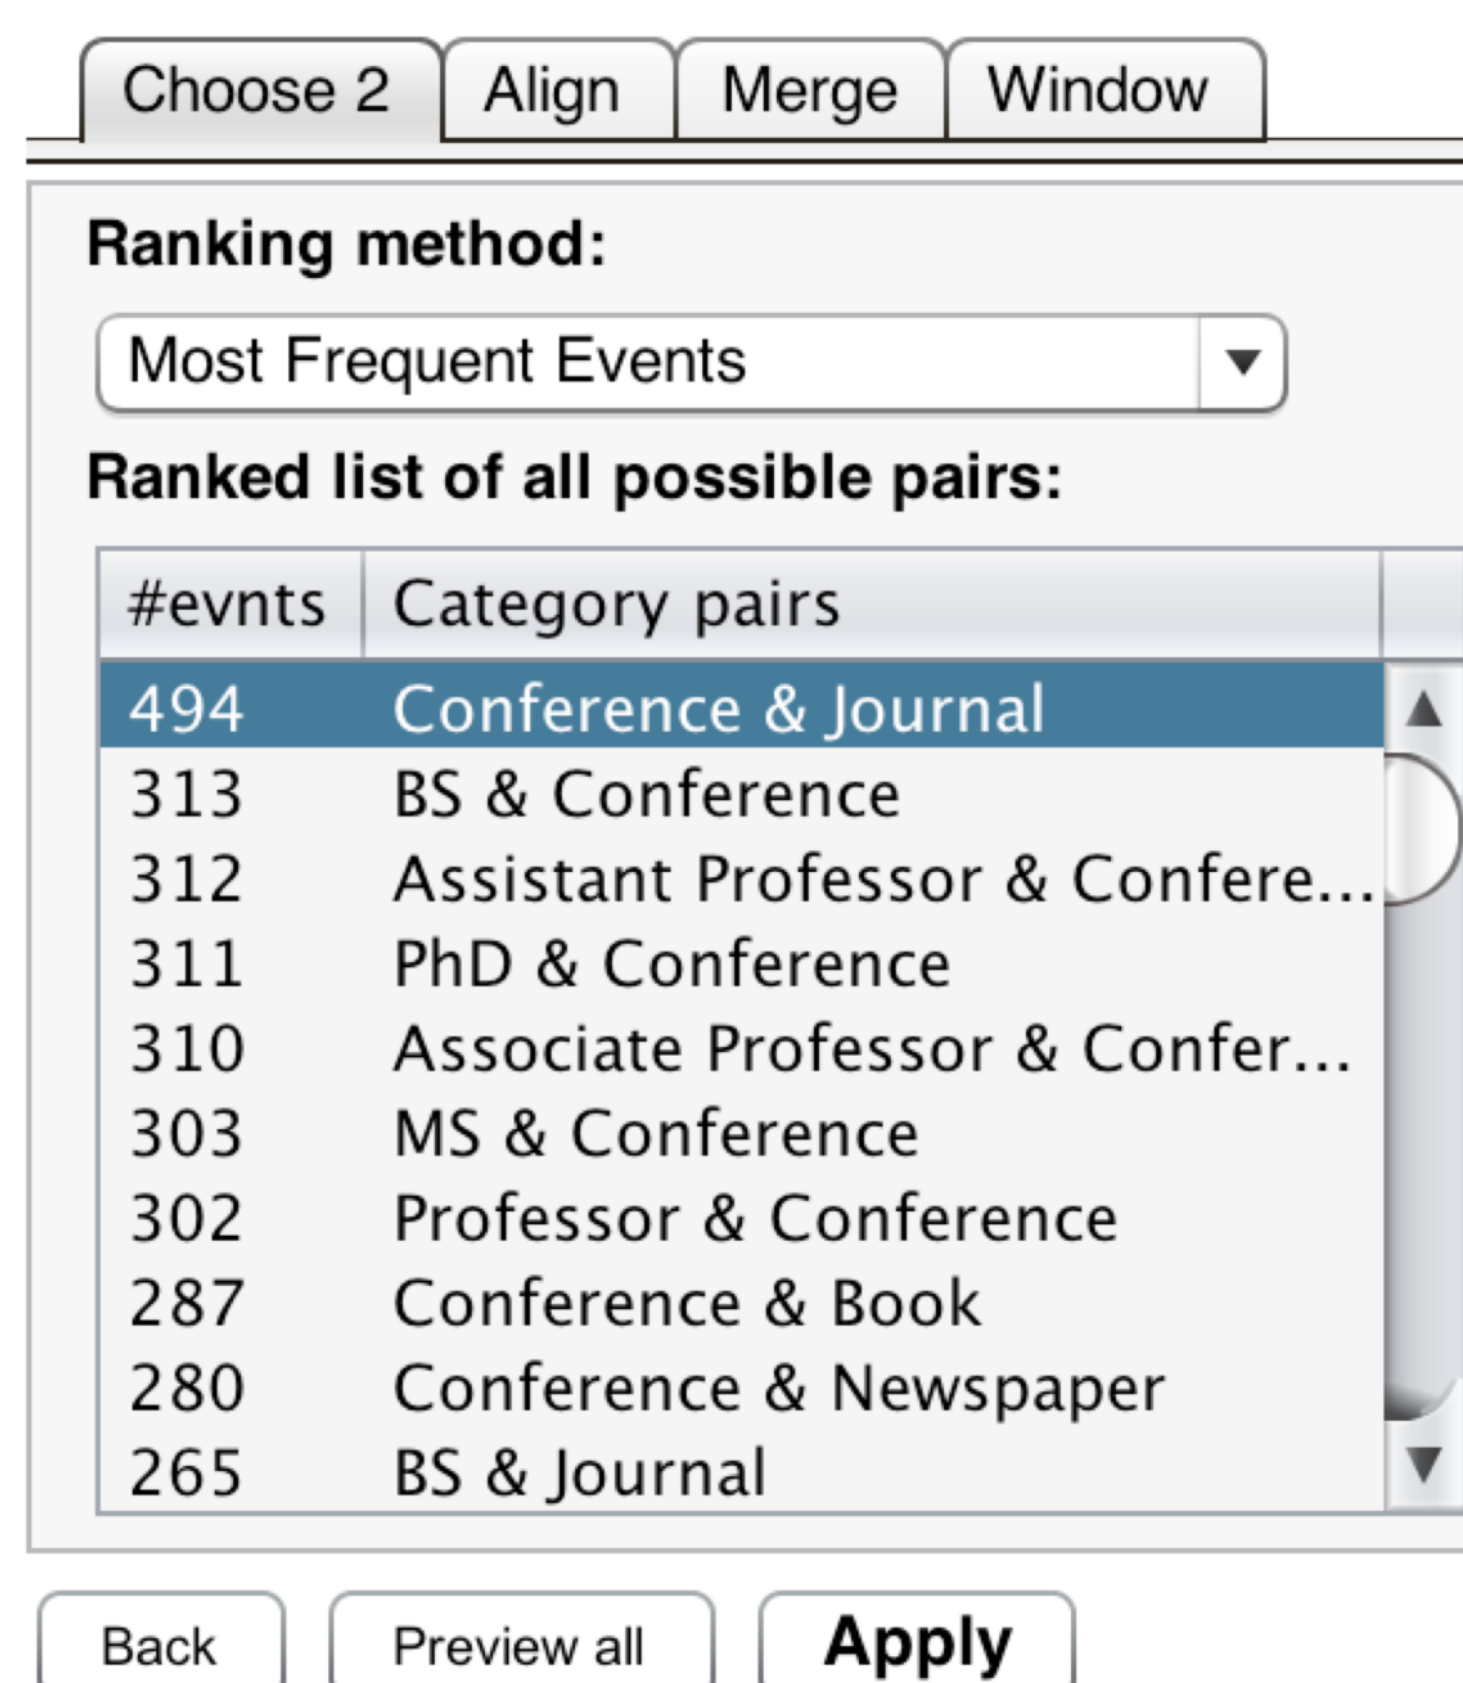 Choose 2 Align Merge Window
Ranking method:
Most Frequent Events
Ranked list of all possible pairs:
#evnts Category pairs
494 Conference & Journal
313 BS & Conference
312 Assistant Professor & Confere...
311 PhD & Conference
310 Associate Professor & Confer...
303 MS & Conference
302 Professor & Conference
287 Conference & Book
280 Conference & Newspaper
265 BS & Journal
Back Preview all Apply